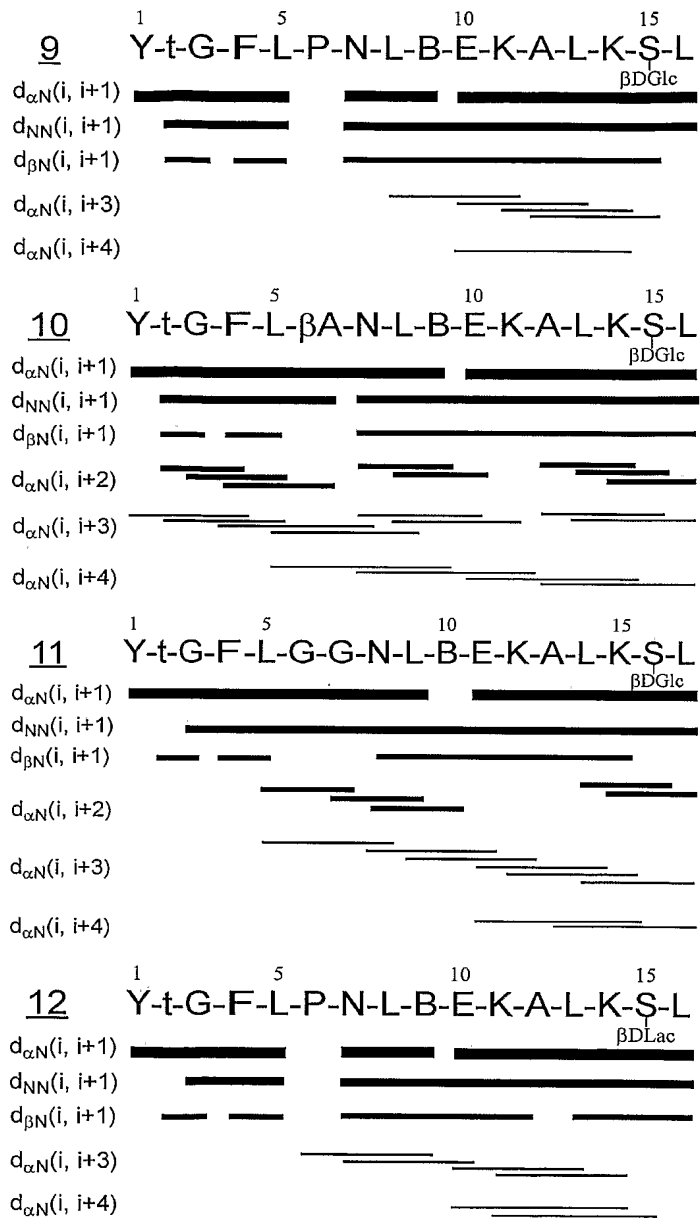 1 5 10 15
9 Y-t-G-F-L-P-N-L-B-E-K-A-L-K-S-L
βDGlc
dαN(i, i+1)
dNN(i, i+1)
dβN(i, i+1)
dαN(i, i+3)
dαN(i, i+4)
1 5 10 15
10 Y-t-G-F-L-βA-N-L-B-E-K-A-L-K-S-L
βDGlc
dαN(i, i+1)
dNN(i, i+1)
dβN(i, i+1)
dαN(i, i+2)
dαN(i, i+3)
dαN(i, i+4)
1 5 10 15
11 Y-t-G-F-L-G-G-N-L-B-E-K-A-L-K-S-L
βDGlc
dαN(i, i+1)
dNN(i, i+1)
dβN(i, i+1)
dαN(i, i+2)
dαN(i, i+3)
dαN(i, i+4)
1 5 10 15
12 Y-t-G-F-L-P-N-L-B-E-K-A-L-K-S-L
βDLac
dαN(i, i+1)
dNN(i, i+1)
dβN(i, i+1)
dαN(i, i+3)
dαN(i, i+4)